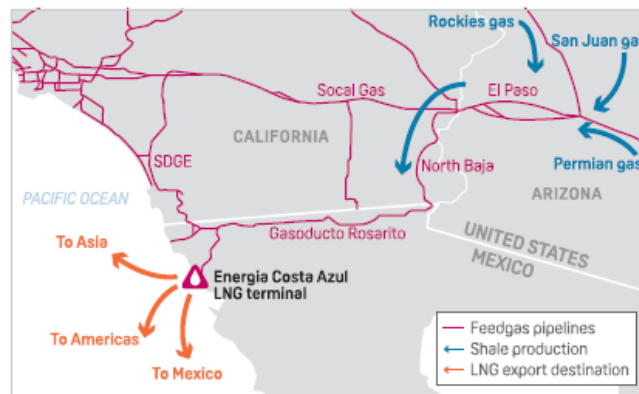 Rockies gas
San Juan gas
Socal Gas
El Paso
CALIFORNIA
SDGE
North Baja
Permian gas
PACIFIC OCEAN
ARIZONA
Gasoducto Rosarito
UNITED STATES
MEXICO
To Asia
Energia Costa Azul
LNG terminal
To Americas
To Mexico
Feedgas pipelines
Shale production
LNG export destination